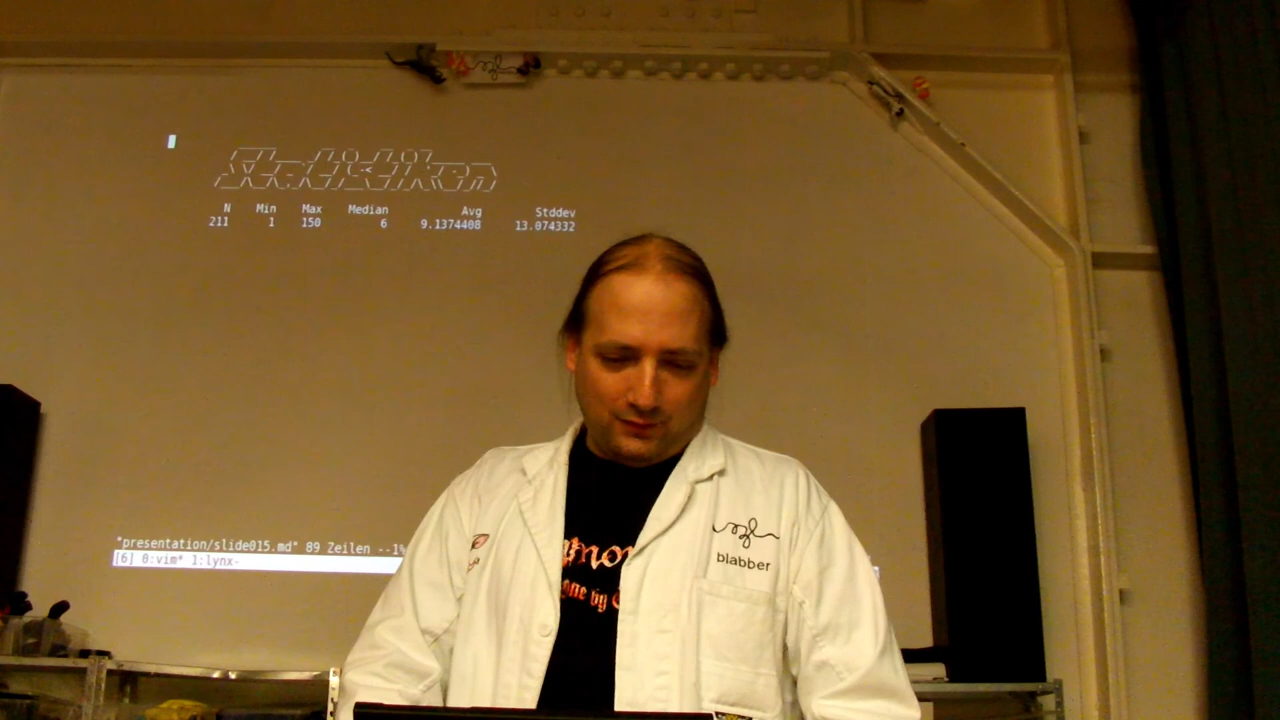 Statistiken
N Min Max Median Avg Stddev
211 1 150 6 9.1374408 13.074332
"presentation/slide015.md" 89 Zeilen --1%
[6] 0:vim* 1:lynx-
blabber